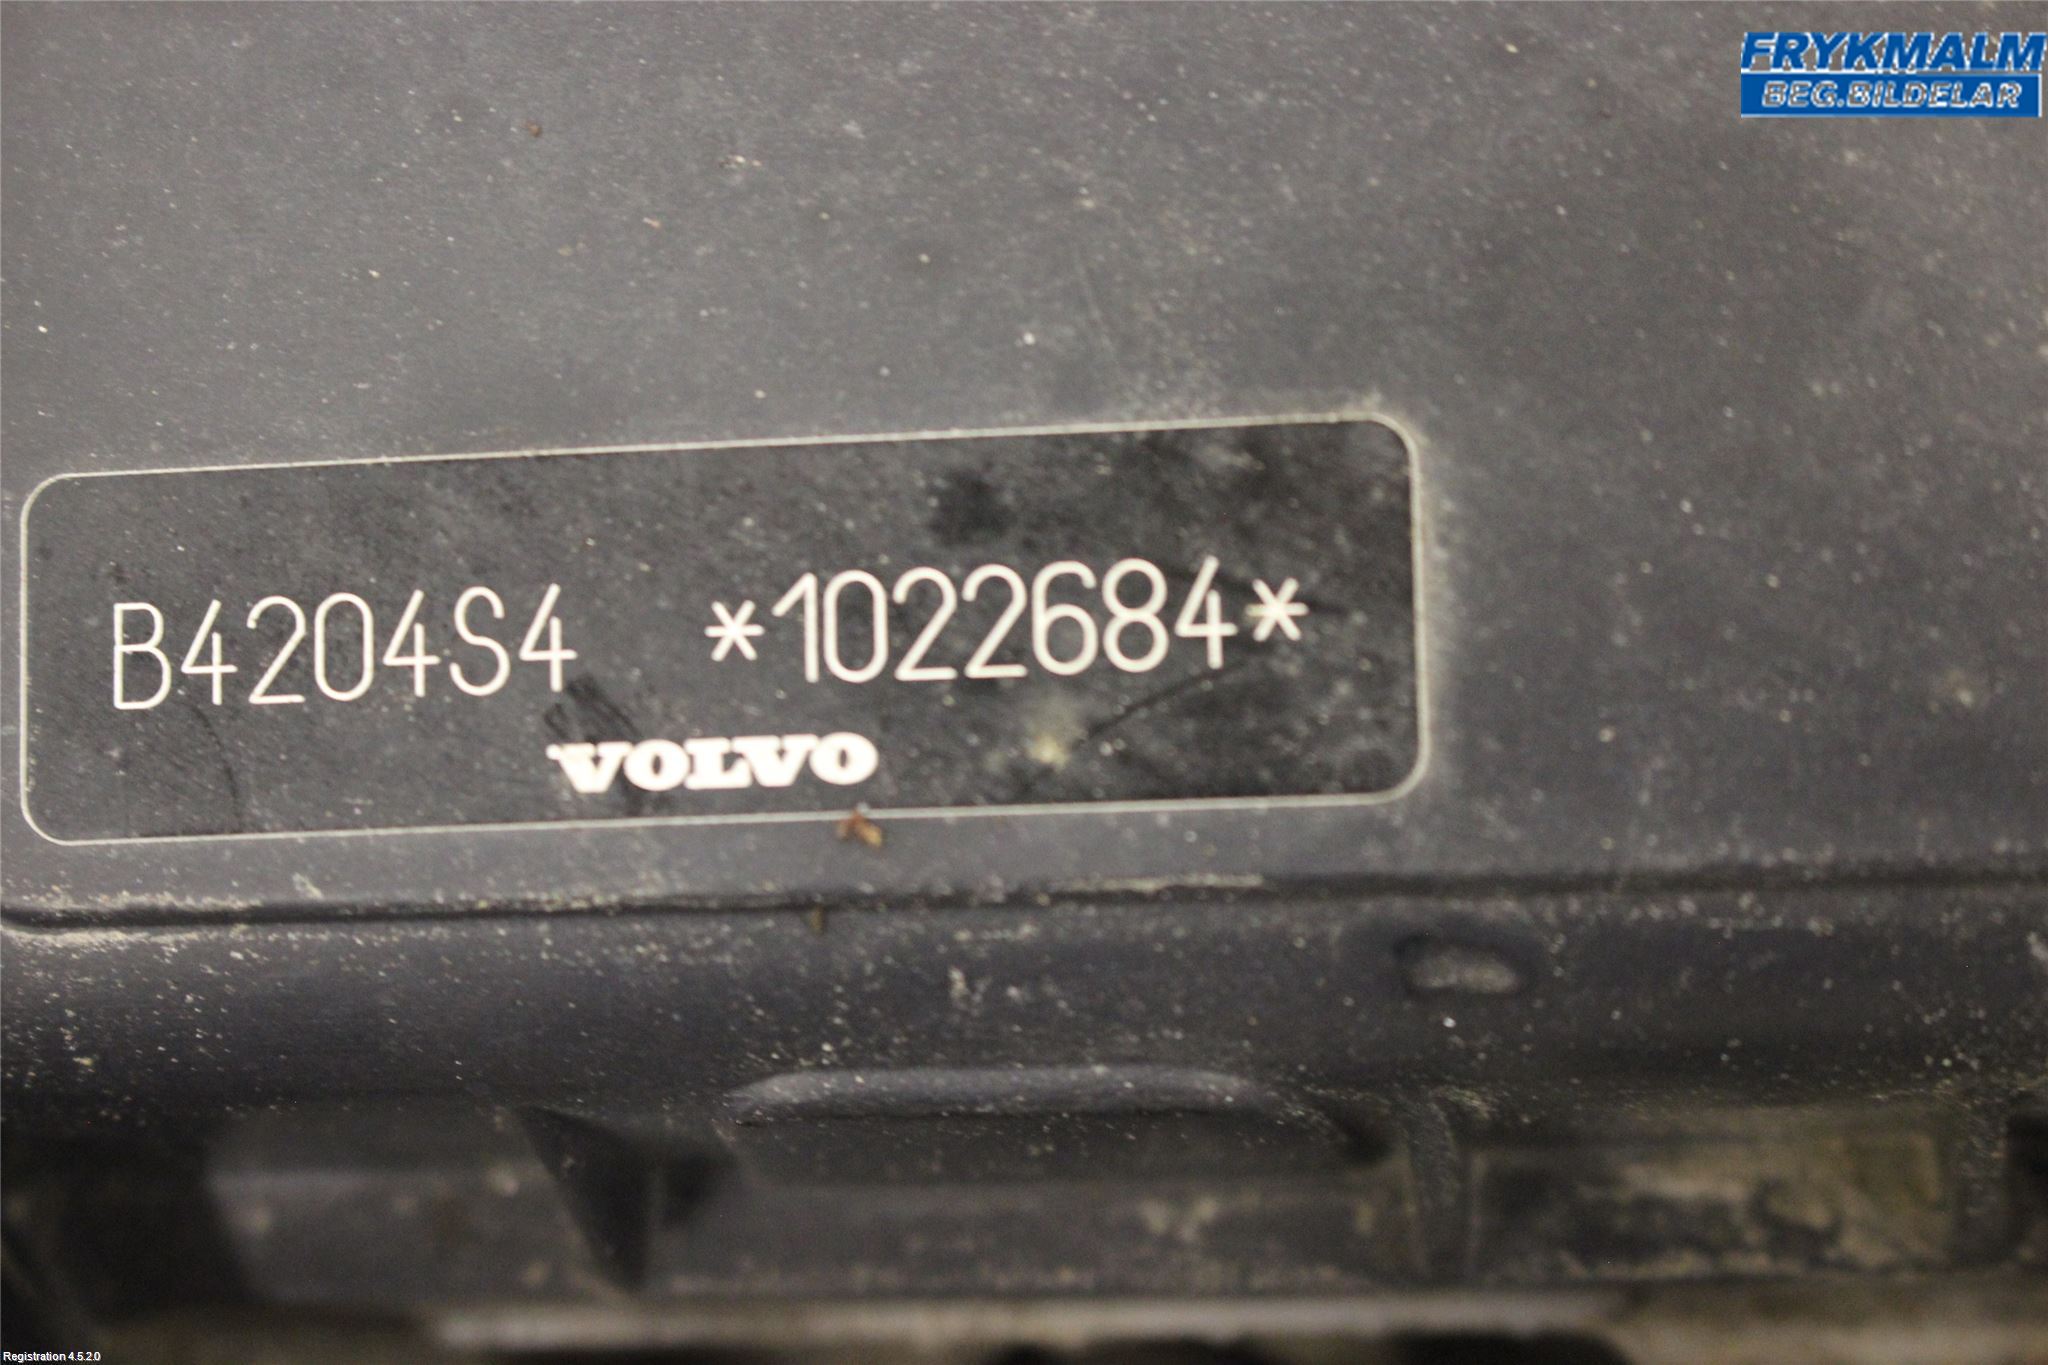 FRYKMALM
BEG.BILDELAR
B4204S4 *1022684*
VOLVO
Registration 4.5.2.0